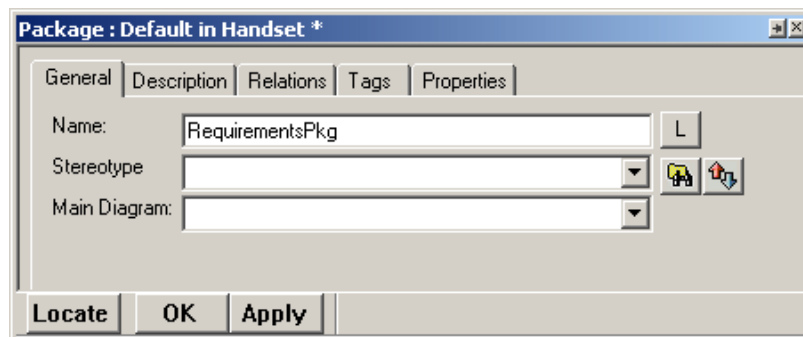 Package : Default in Handset *
General Description Relations Tags Properties
Name: RequirementsPkg L
Stereotype
Main Diagram:
Locate OK Apply